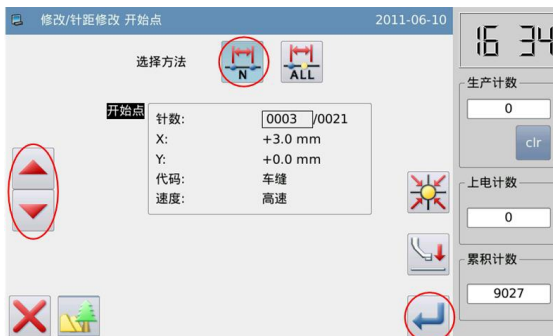 修改/针距修改 开始点 2011-06-10
16 34
选择方法 N ALL
生产计数
0
clr
开始点
针数: 0003 /0021
X: +3.0 mm
Y: +0.0 mm
代码: 车缝
速度: 高速
上电计数
0
累积计数
9027